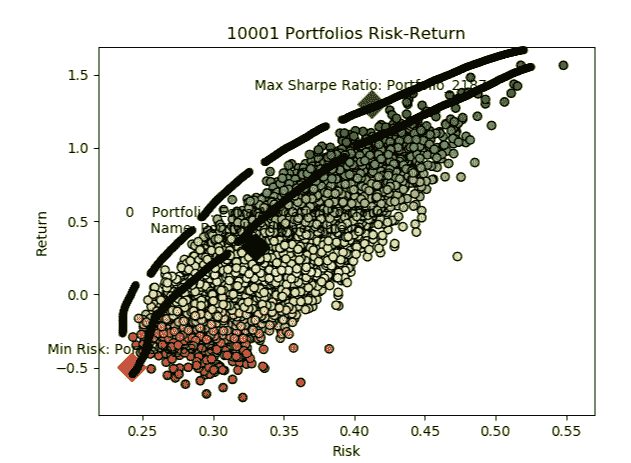 10001 Portfolios Risk-Return
Max Sharpe Ratio: Portfolio 2187
0 Portfoli
Name:
Min Risk: Po
Return
1.5
1.0
0.5
0.0
−0.5
0.25 0.30 0.35 0.40 0.45 0.50 0.55
Risk